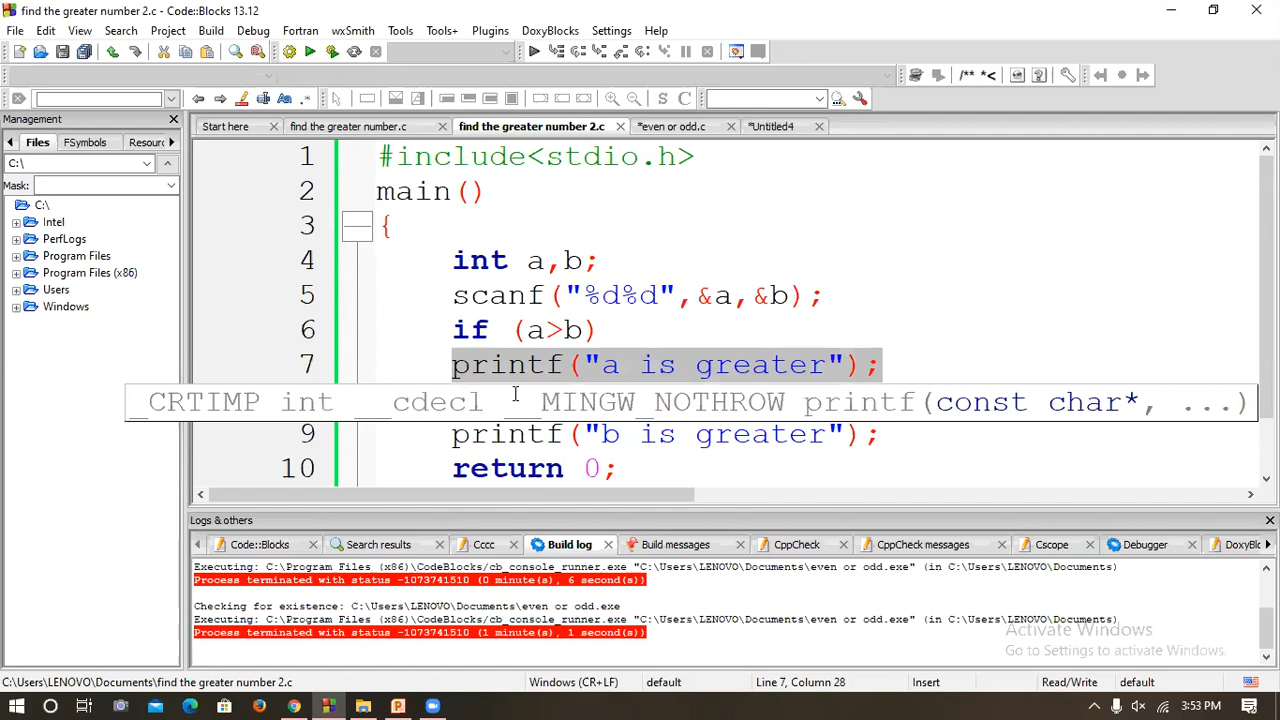 find the greater number 2.c - Code::Blocks 13.12
File Edit View Search Project Build Debug Fortran wxSmith Tools Tools+ Plugins DoxyBlocks Settings Help
/** *<
S C
Management
Files FSymbols Resourc
C:\
Mask:
C:\
Intel
PerfLogs
Program Files
Program Files (x86)
Users
Windows
Start here find the greater number.c find the greater number 2.c *even or odd.c *Untitled4
1 #include<stdio.h>
2 main()
3 {
4 int a,b;
5 scanf("%d%d",&a,&b);
6 if (a>b)
7 printf("a is greater");
_CRTIMP int __cdecl __MINGW_NOTHROW printf(const char*, ...)
9 printf("b is greater");
10 return 0;
Logs & others
Code::Blocks Search results Cccc Build log Build messages CppCheck CppCheck messages Cscope Debugger DoxyBlo
Executing: C:\Program Files (x86)\CodeBlocks/cb_console_runner.exe "C:\Users\LENOVO\Documents\even or odd.exe" (in C:\Users\LENOVO\Documents)
Process terminated with status -1073741510 (0 minute(s), 6 second(s))
Checking for existence: C:\Users\LENOVO\Documents\even or odd.exe
Executing: C:\Program Files (x86)\CodeBlocks/cb_console_runner.exe "C:\Users\LENOVO\Documents\even or odd.exe" (in C:\Users\LENOVO\Documents)
Process terminated with status -1073741510 (1 minute(s), 1 second(s))
Activate Windows
Go to Settings to activate Windows.
C:\Users\LENOVO\Documents\find the greater number 2.c Windows (CR+LF) default Line 7, Column 28 Insert Read/Write default
3:53 PM